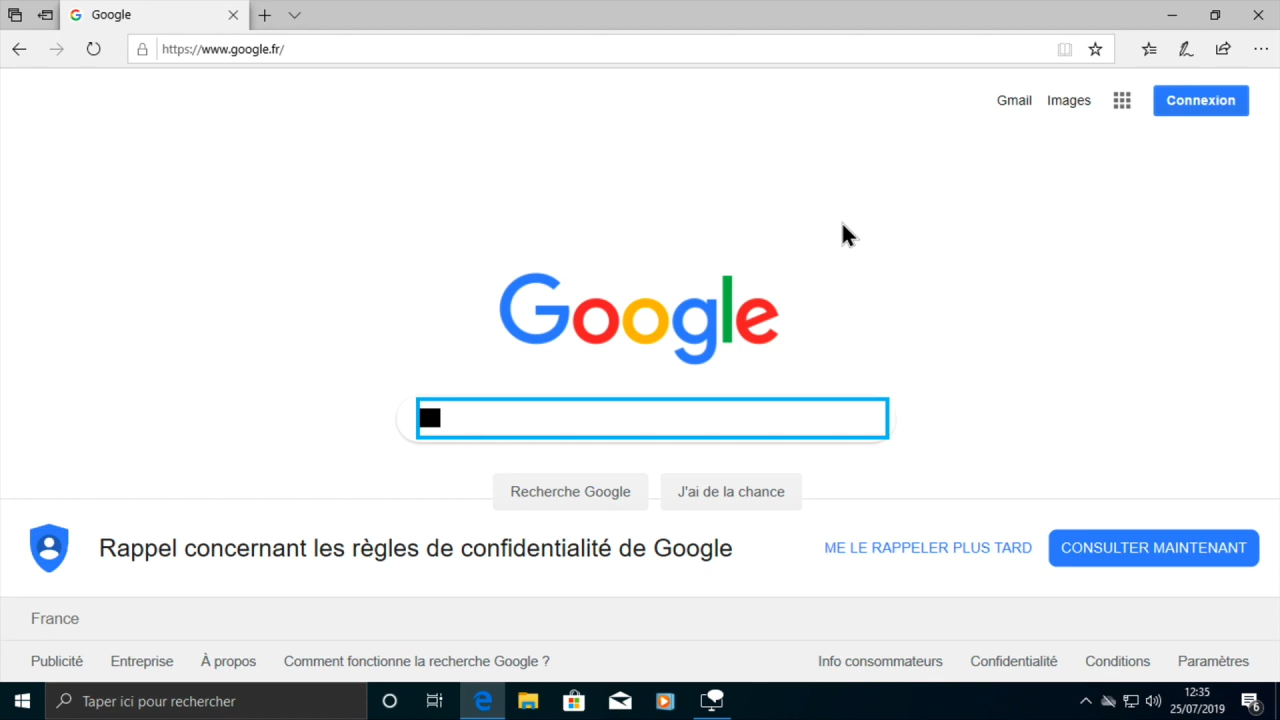 Google
https://www.google.fr/
Gmail Images Connexion
Google
Recherche Google J'ai de la chance
Rappel concernant les règles de confidentialité de Google ME LE RAPPELER PLUS TARD CONSULTER MAINTENANT
France
Publicité Entreprise À propos Comment fonctionne la recherche Google ? Info consommateurs Confidentialité Conditions Paramètres
Taper ici pour rechercher
12:35
25/07/2019
6